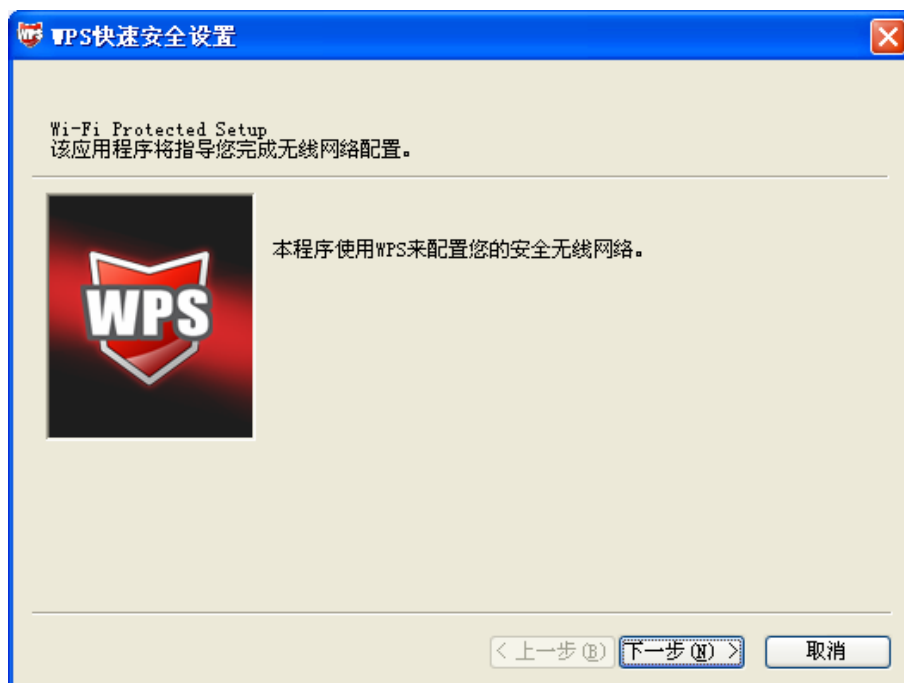 WPS快速安全设置
Wi-Fi Protected Setup
该应用程序将指导您完成无线网络配置。
WPS
本程序使用WPS来配置您的安全无线网络。
< 上一步(B)
下一步(N) >
取消